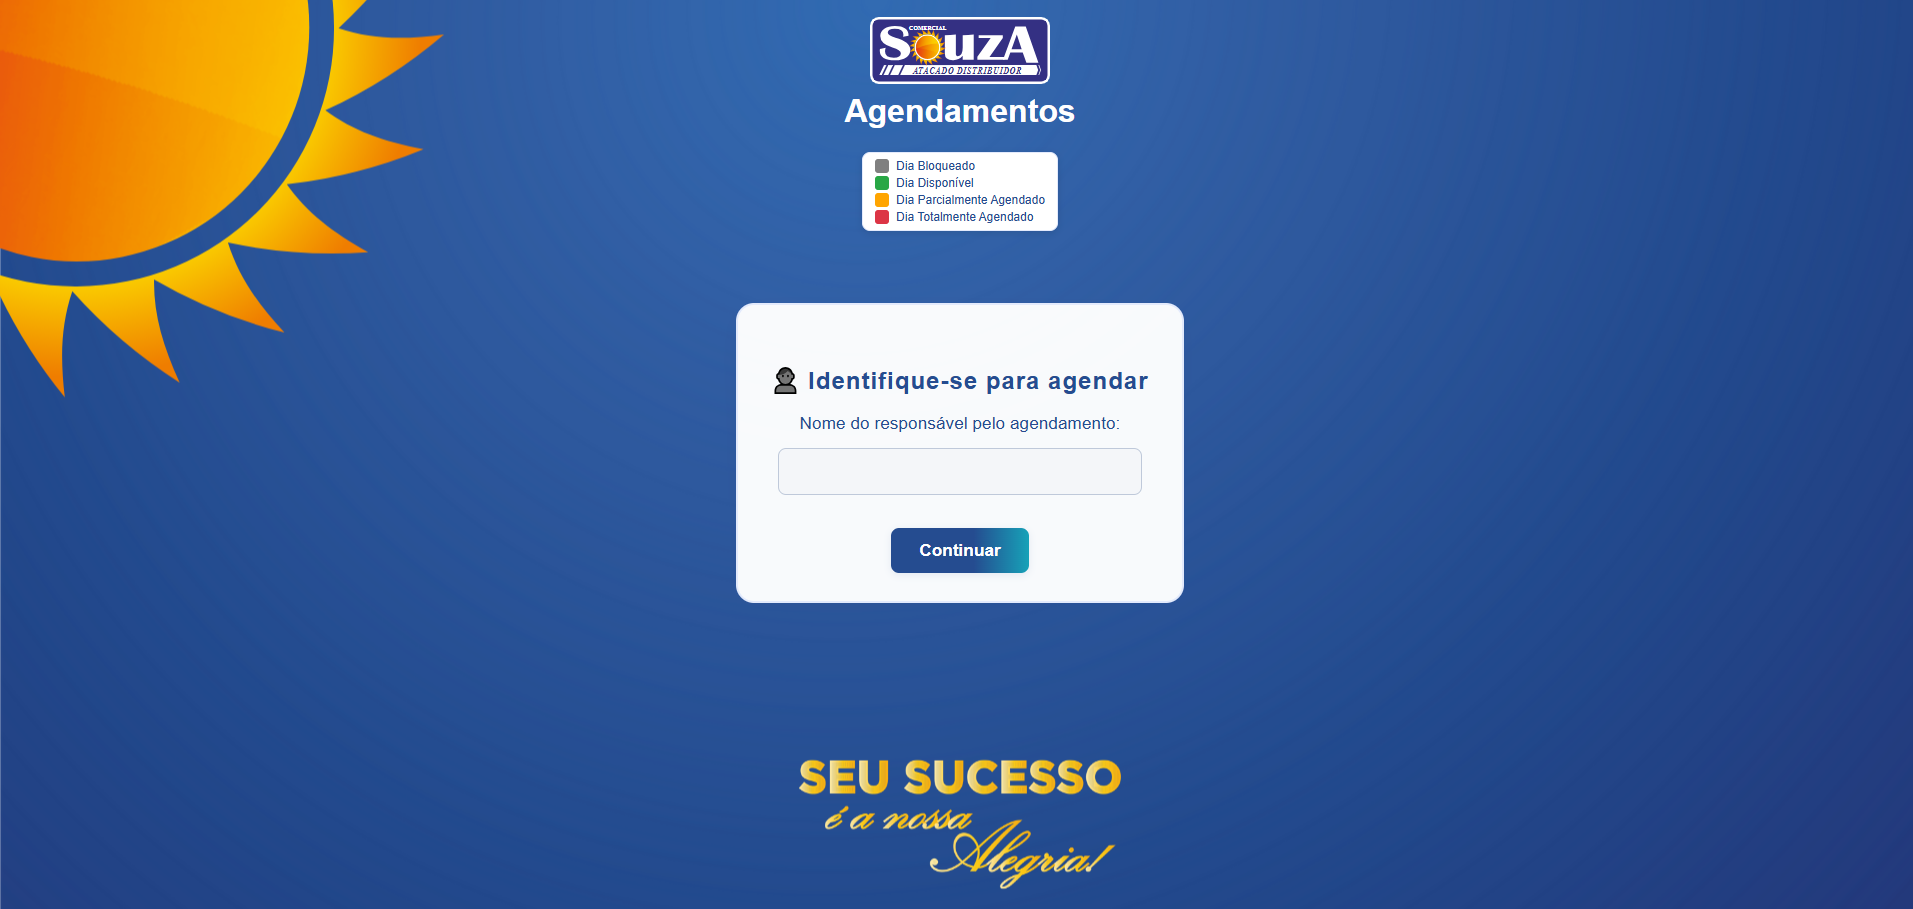 COMERCIAL
SOUZA
ATACADO DISTRIBUIDOR
Agendamentos
Dia Bloqueado
Dia Disponível
Dia Parcialmente Agendado
Dia Totalmente Agendado
Identifique-se para agendar
Nome do responsável pelo agendamento:
Continuar
SEU SUCESSO
é a nossa
Alegria!